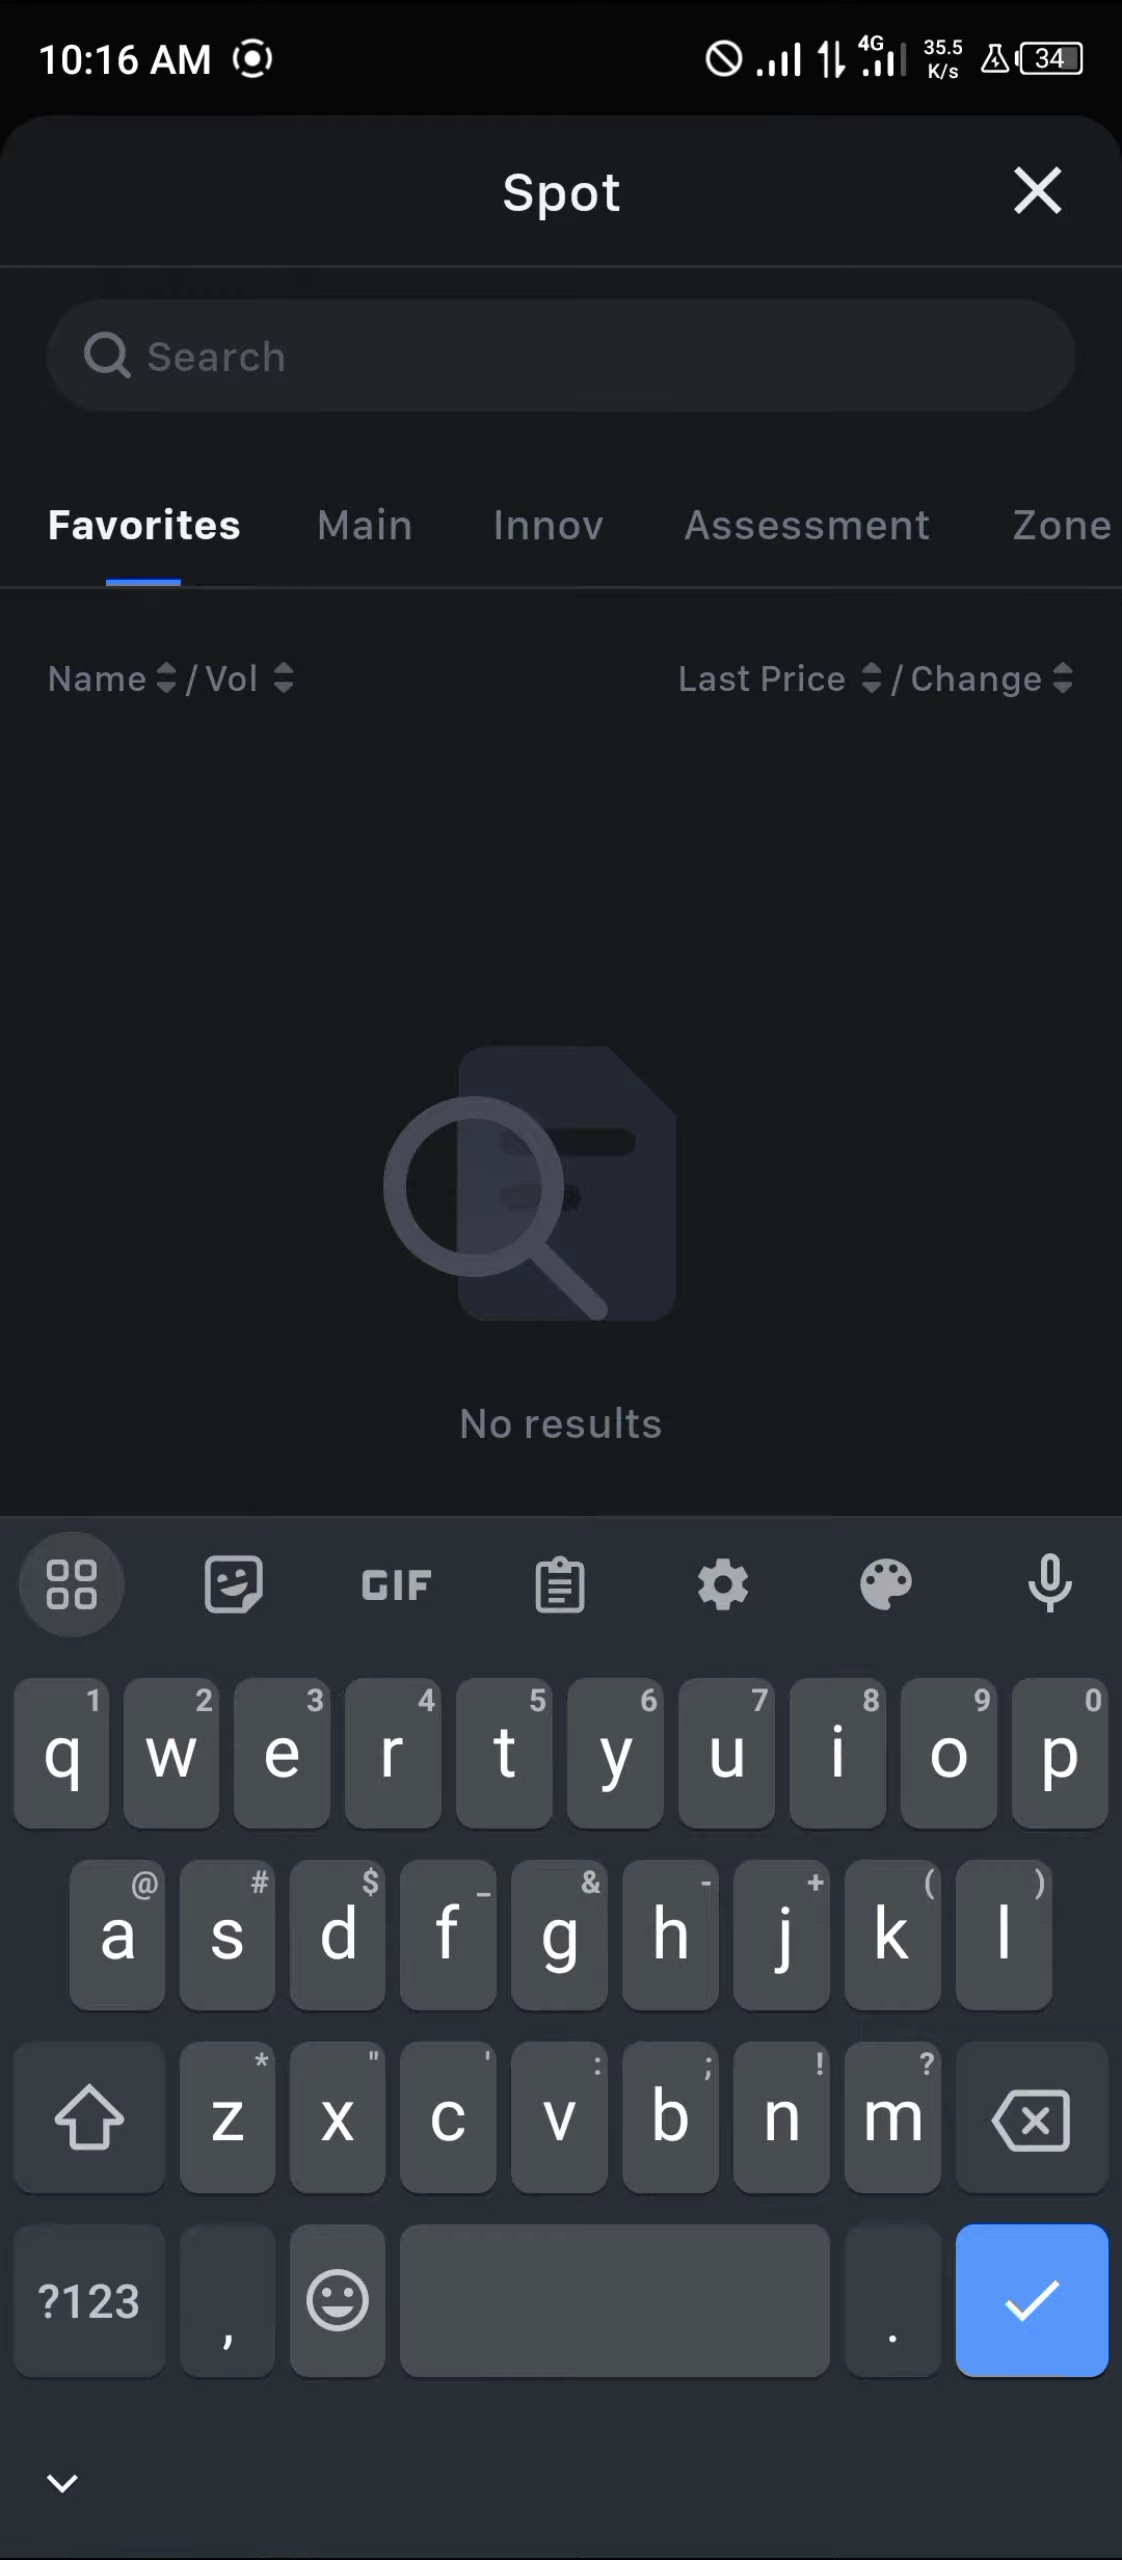 10:16 AM 4G 35.5 K/s 34
Spot
Search
Favorites Main Innov Assessment Zone
Name / Vol Last Price / Change
No results
GIF
1 2 3 4 5 6 7 8 9 0
q w e r t y u i o p
@ # $ _ & - + ( )
a s d f g h j k l
* " ' : ; ! ?
z x c v b n m
?123 , .